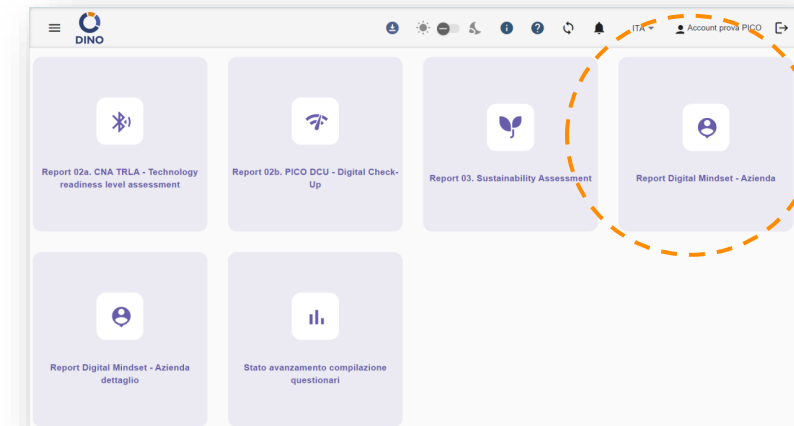 DINO
ITA
Account prova PICO
Report 02a. CNA TRLA - Technology
readiness level assessment
Report 02b. PICO DCU - Digital Check-
Up
Report 03. Sustainability Assessment
Report Digital Mindset - Azienda
Report Digital Mindset - Azienda
dettaglio
Stato avanzamento compilazione
questionari